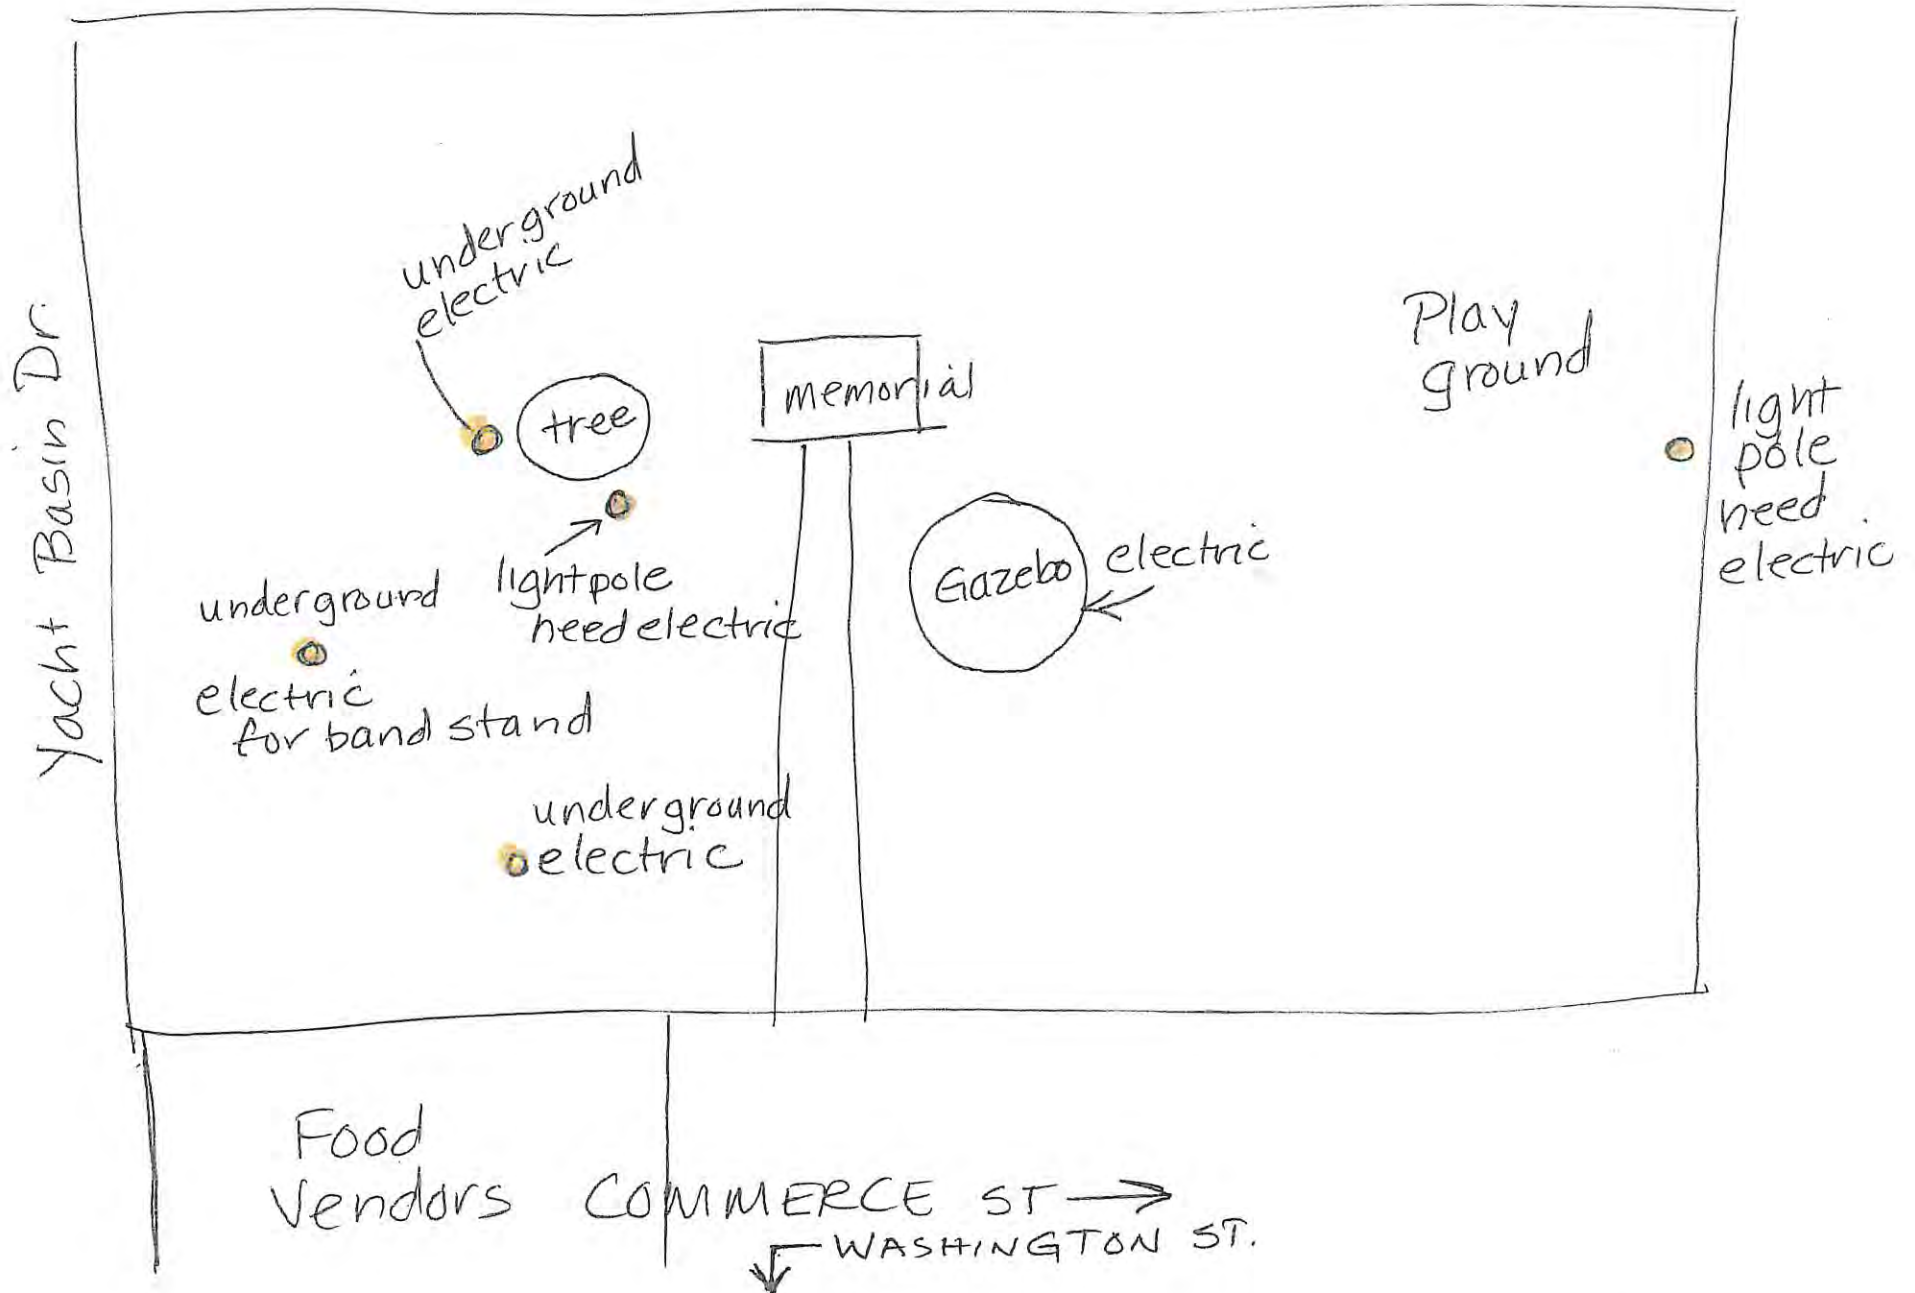 underground
electric
Yacht Basin Dr.
tree
memorial
Play
ground
light
pole
need
electric
underground
electric
for band stand
lightpole
need electric
Gazebo
electric
underground
electric
Food
Vendors
COMMERCE ST
WASHINGTON ST.